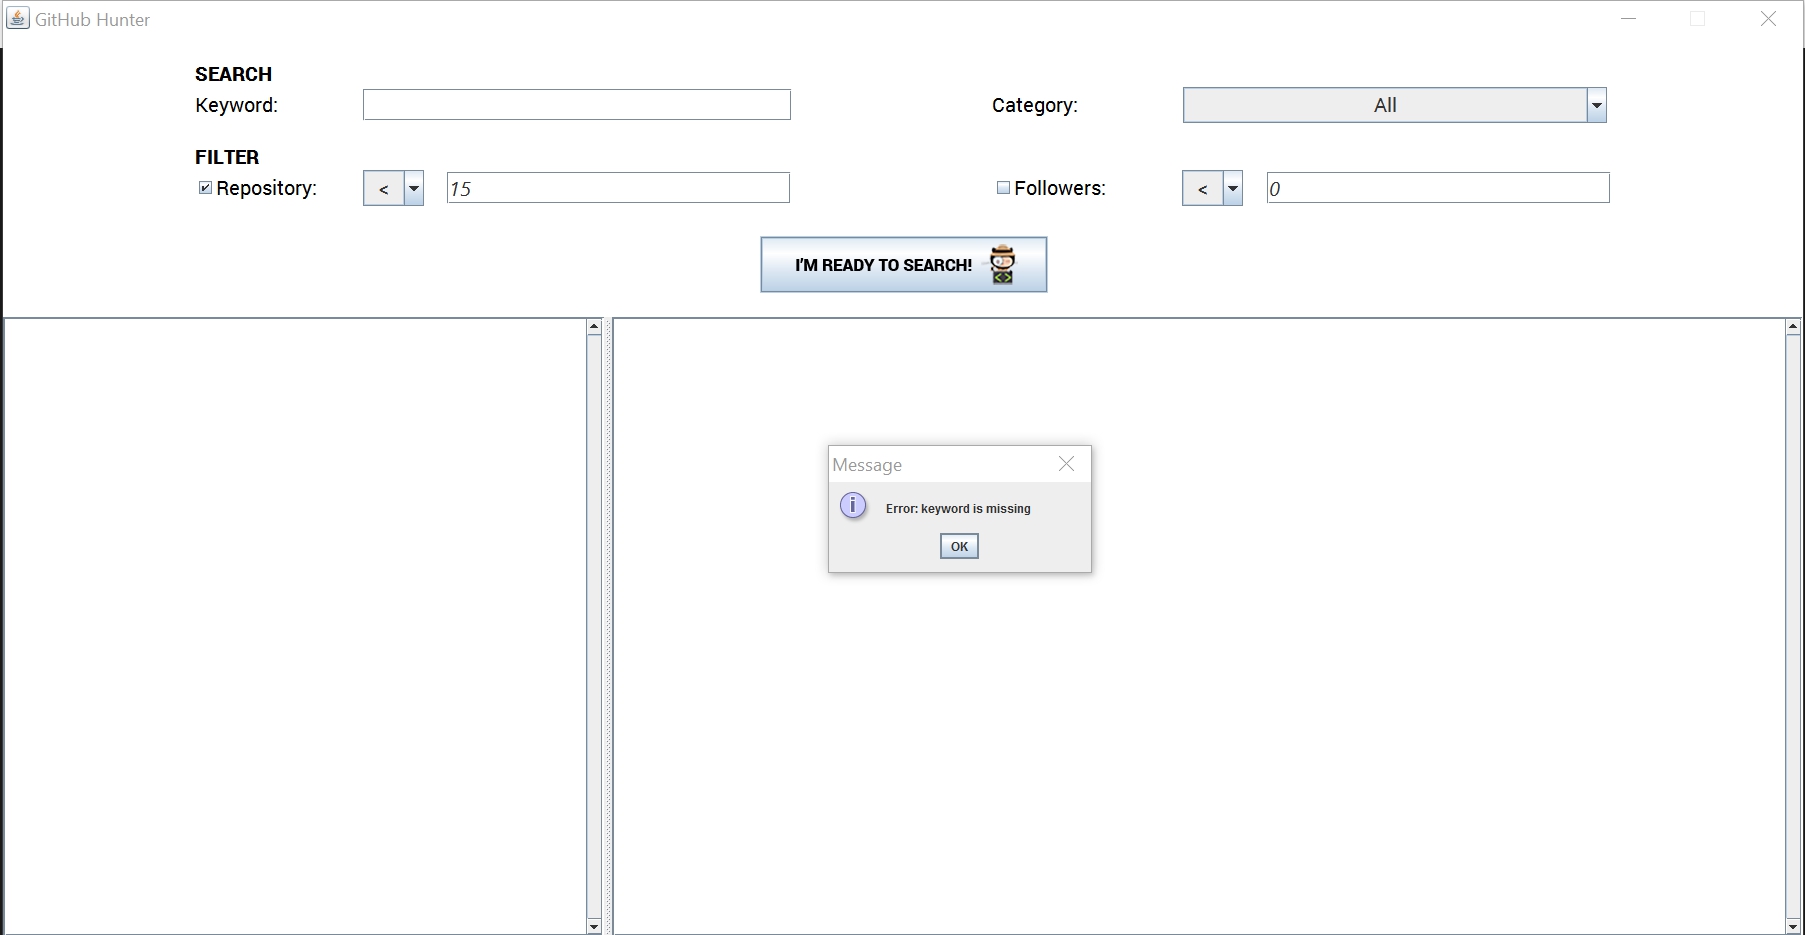 GitHub Hunter
SEARCH
Keyword:
Category: All
FILTER
Repository: < 15
Followers: < 0
I'M READY TO SEARCH!
Message
Error: keyword is missing
OK